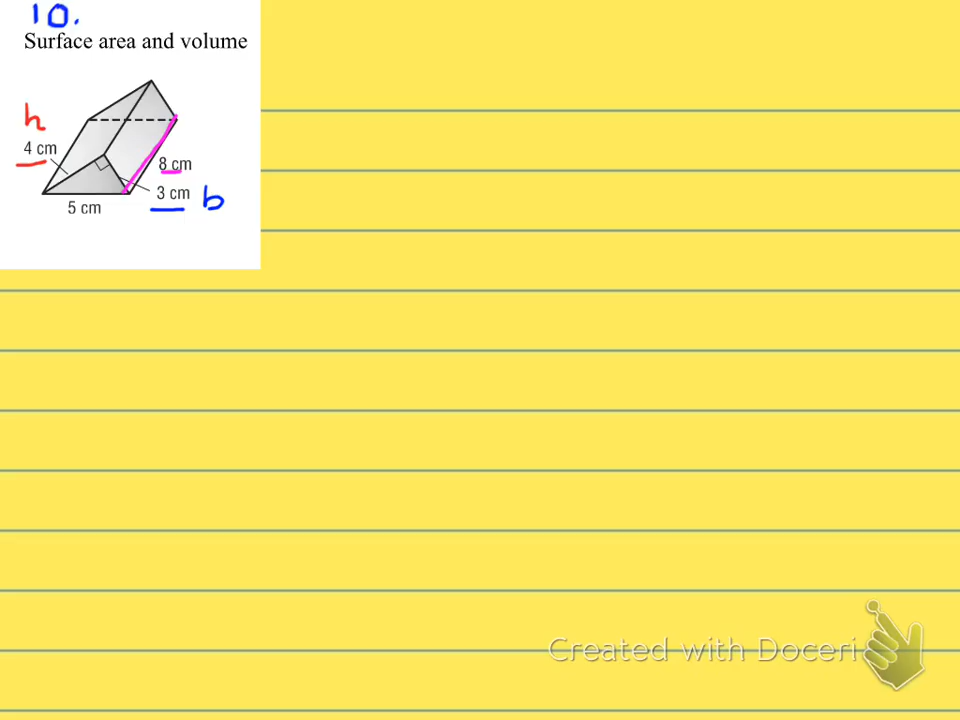 10.
Surface area and volume
h
4 cm
8 cm
3 cm b
5 cm
Created with Doceri